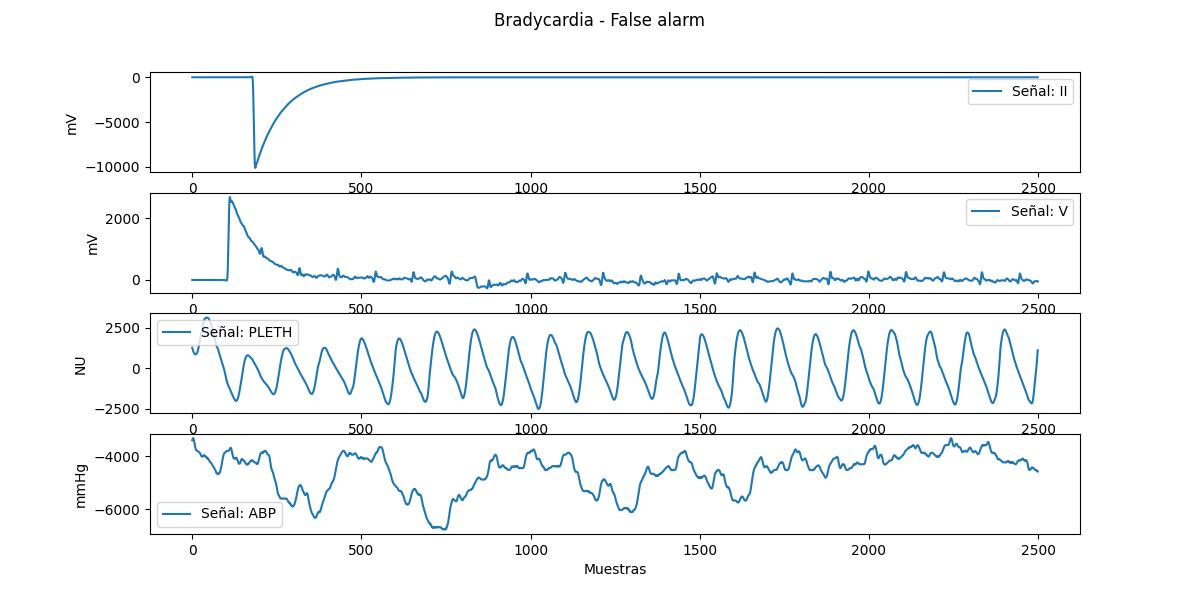 Bradycardia - False alarm
0
−5000
−10000
mV
Señal: II
0 500 1000 1500 2000 2500
2000
0
mV
Señal: V
0 500 1000 1500 2000 2500
2500
0
−2500
NU
Señal: PLETH
0 500 1000 1500 2000 2500
−4000
−6000
mmHg
Señal: ABP
0 500 1000 1500 2000 2500
Muestras